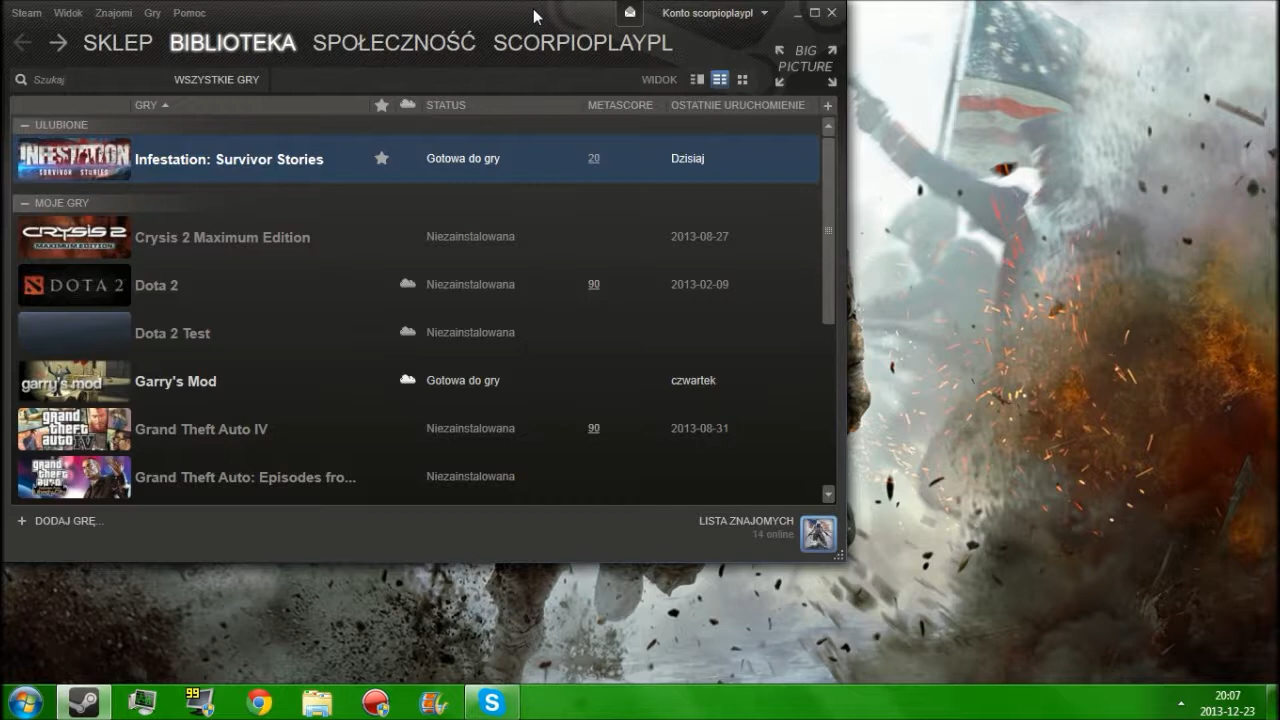 Steam Widok Znajomi Gry Pomoc Konto scorpioplaypl
SKLEP BIBLIOTEKA SPOŁECZNOŚĆ SCORPIOPLAYPL
BIG
PICTURE
Szukaj WSZYSTKIE GRY WIDOK
GRY STATUS METASCORE OSTATNIE URUCHOMIENIE +
— ULUBIONE
INFESTATION
SURVIVOR STORIES
Infestation: Survivor Stories Gotowa do gry 20 Dzisiaj
— MOJE GRY
CRYSIS 2
MAXIMUM EDITION
Crysis 2 Maximum Edition Niezainstalowana 2013-08-27
DOTA 2
Dota 2 Niezainstalowana 90 2013-02-09
Dota 2 Test Niezainstalowana
garry's mod
Garry's Mod Gotowa do gry czwartek
grand
theft
auto IV
Grand Theft Auto IV Niezainstalowana 90 2013-08-31
grand
theft
auto
Grand Theft Auto: Episodes fro... Niezainstalowana
+ DODAJ GRĘ... LISTA ZNAJOMYCH
14 online
99
S
20:07
2013-12-23